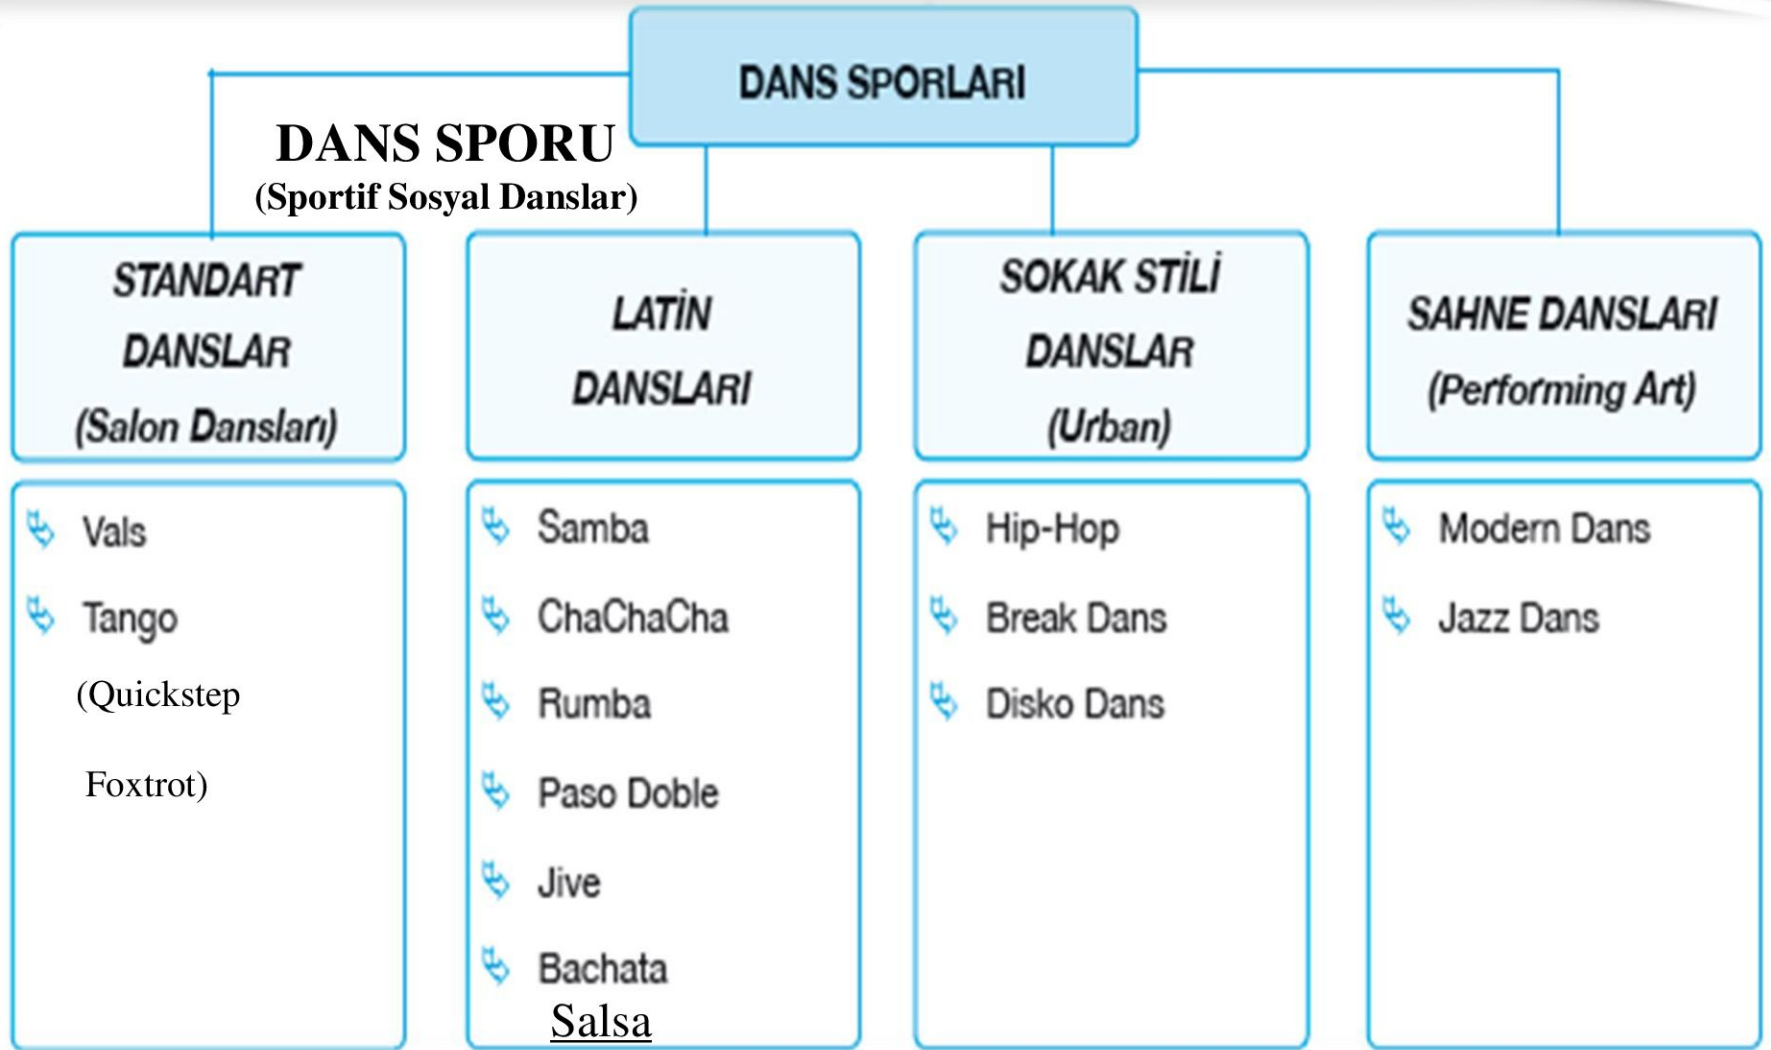 DANS SPORLARI
DANS SPORU
(Sportif Sosyal Danslar)
STANDART
DANSLAR
(Salon Dansları)
Vals
Tango
(Quickstep
Foxtrot)
LATİN
DANSLARI
Samba
ChaChaCha
Rumba
Paso Doble
Jive
Bachata
Salsa
SOKAK STİLİ
DANSLAR
(Urban)
Hip-Hop
Break Dans
Disko Dans
SAHNE DANSLARI
(Performing Art)
Modern Dans
Jazz Dans